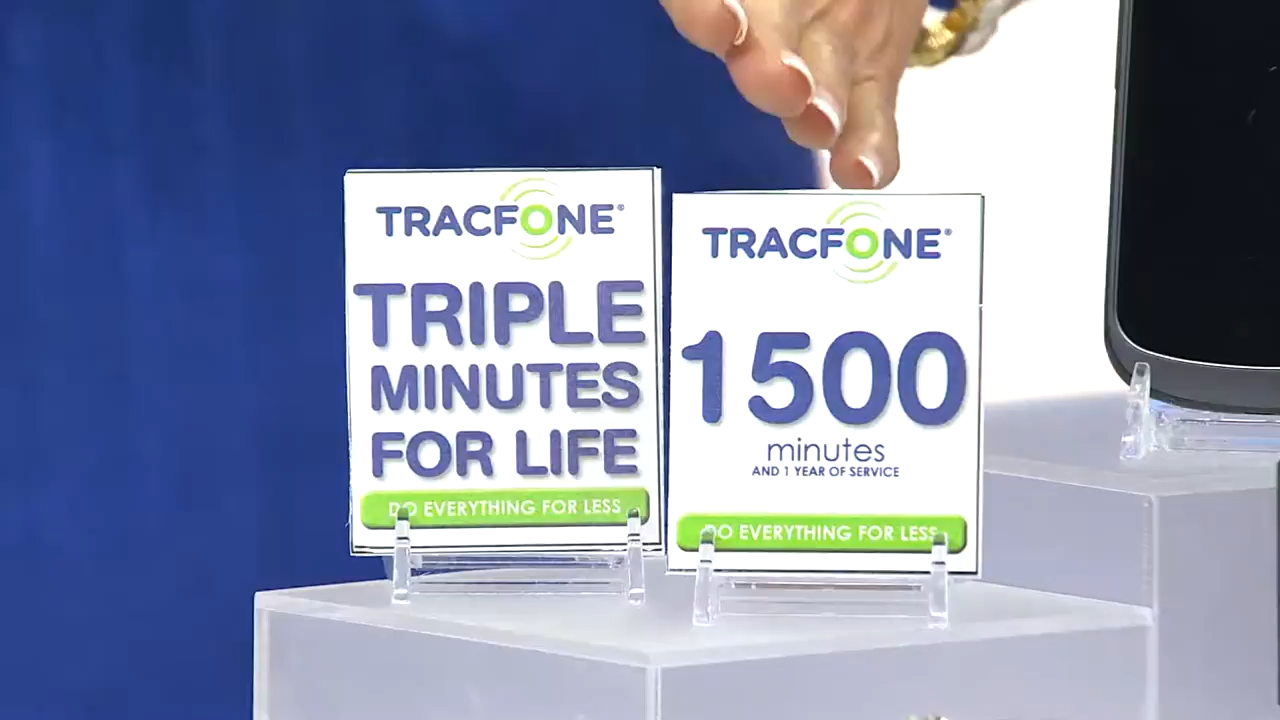 TRACFONE®
TRIPLE
MINUTES
FOR LIFE
DO EVERYTHING FOR LESS
TRACFONE®
1500
minutes
AND 1 YEAR OF SERVICE
DO EVERYTHING FOR LESS